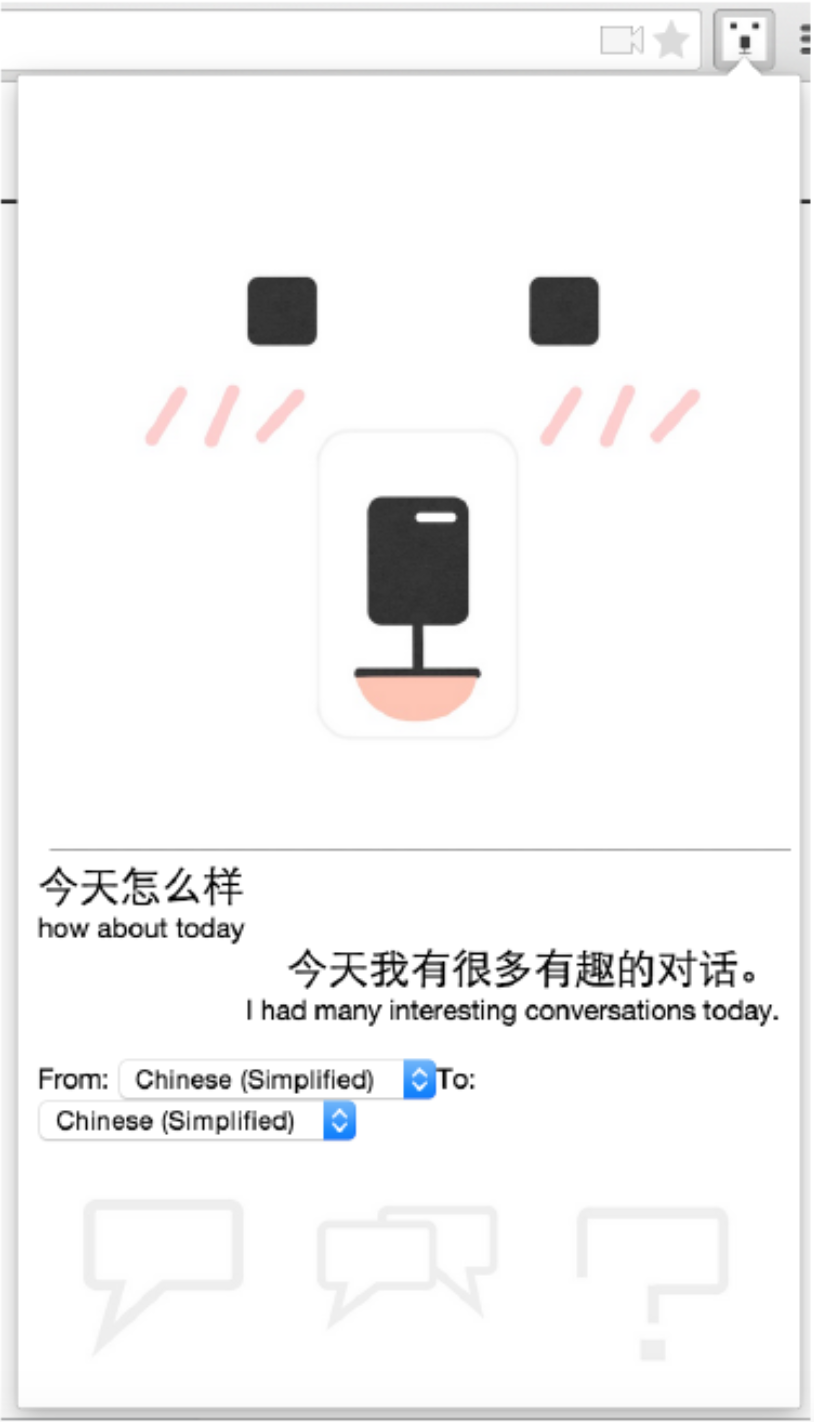 今天怎么样
how about today
今天我有很多有趣的对话。
I had many interesting conversations today.
From: Chinese (Simplified) To:
Chinese (Simplified)